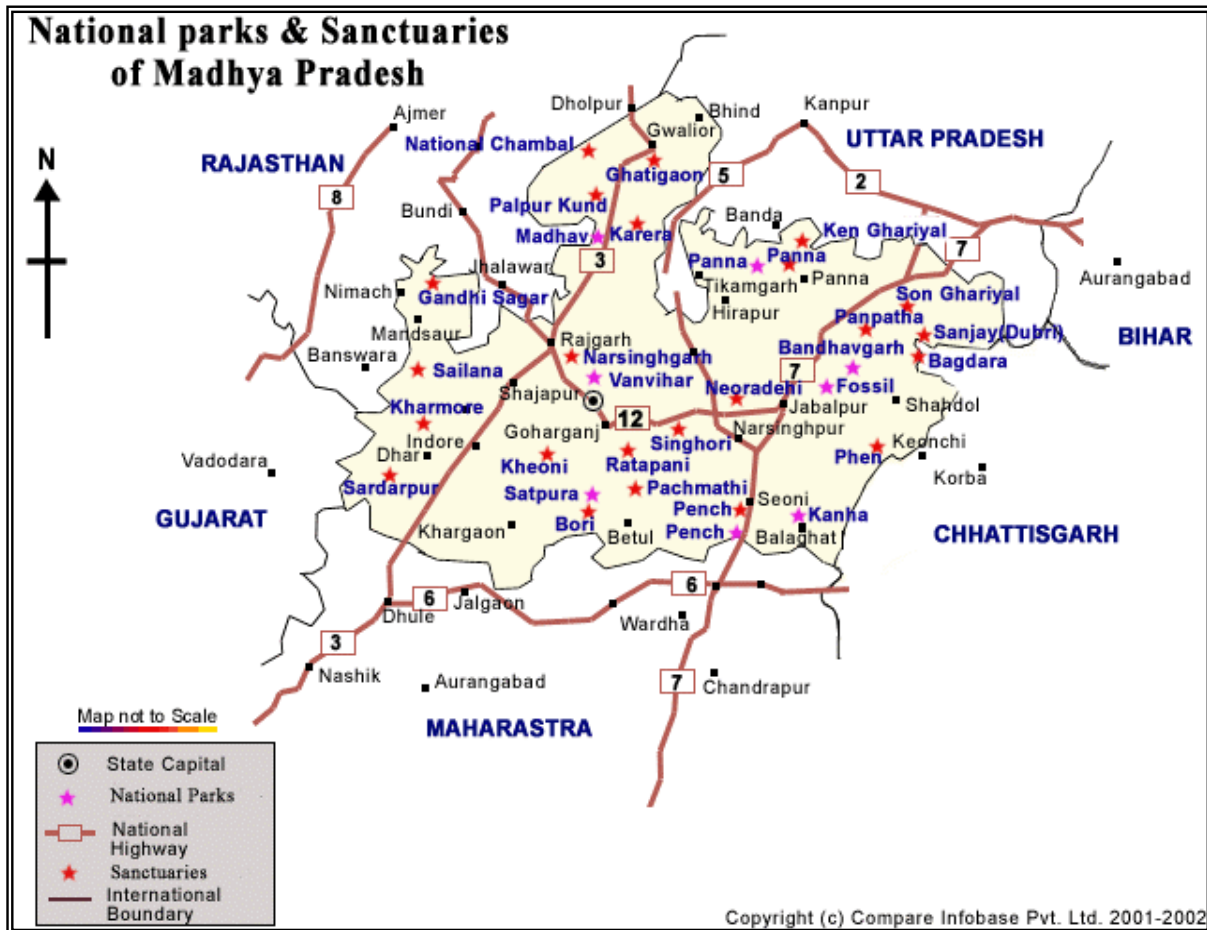 National parks & Sanctuaries
of Madhya Pradesh
Dholpur
Bhind
Kanpur
Ajmer
Gwalior
UTTAR PRADESH
National Chambal
RAJASTHAN
N
Ghatigaon
5
2
8
Palpur Kund
Bundi
Banda
Ken Ghariyal
Madhav
Karera
7
3
Panna
Panna
Jhalawar
Tikamgarh
Panna
Aurangabad
Nimach
Gandhi Sagar
Hirapur
Son Ghariyal
Mandsaur
Panpatha
Sanjay(Dubri)
BIHAR
Rajgarh
Bandhavgarh
Banswara
Narsinghgarh
Bagdara
Sailana
Vanvihar
7
Fossil
Shajapur
Neoradehi
Jabalpur
Shahdol
Kharmore
12
Goharganj
Narsinghpur
Indore
Singhori
Keonchi
Dhar
Kheoni
Ratapani
Phen
Vadodara
Korba
Sardarpur
Satpura
Pachmathi
Seoni
GUJARAT
Pench
Kanha
Khargaon
Bori
Betul
Pench
Balaghat
CHHATTISGARH
6
6
Jalgaon
Dhule
Wardha
3
Nashik
Aurangabad
7
Chandrapur
Map not to Scale
MAHARASTRA
State Capital
National Parks
National
Highway
Sanctuaries
International
Boundary
Copyright (c) Compare Infobase Pvt. Ltd. 2001-2002